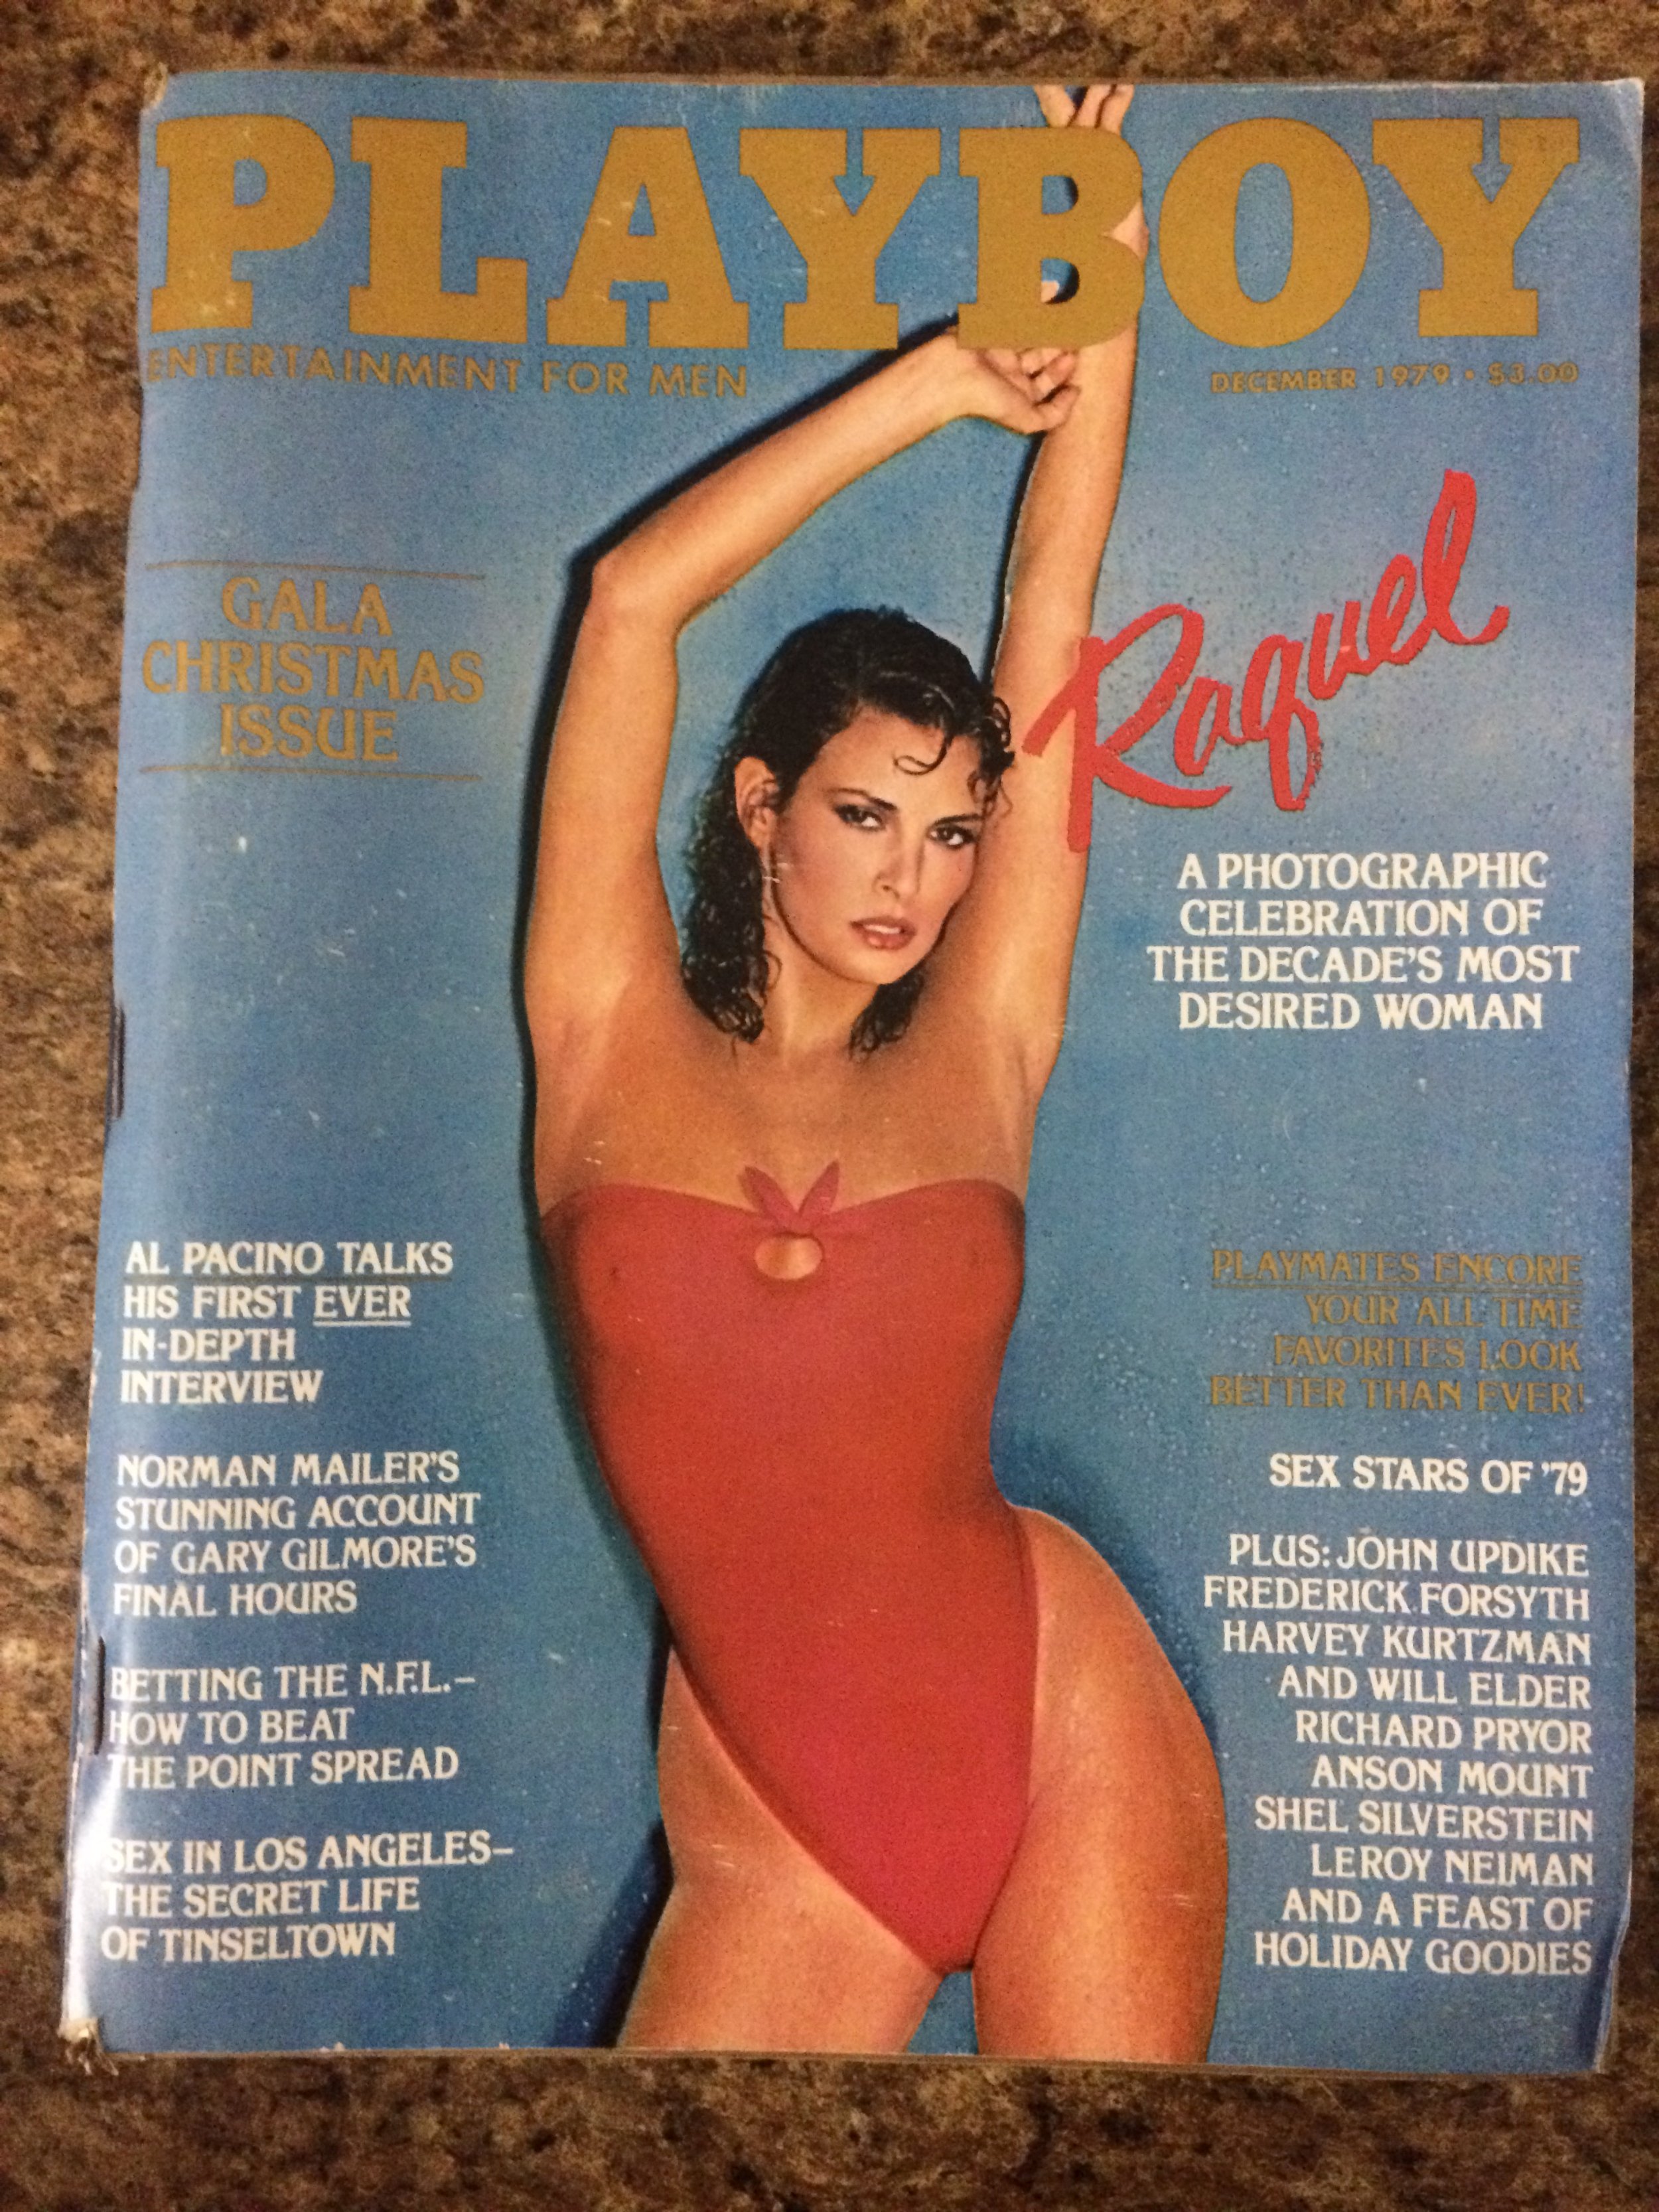 PLAYBOY
ENTERTAINMENT FOR MEN
DECEMBER 1979 • $3.00
GALA
CHRISTMAS
ISSUE
Raquel
A PHOTOGRAPHIC
CELEBRATION OF
THE DECADE'S MOST
DESIRED WOMAN
AL PACINO TALKS
HIS FIRST EVER
IN-DEPTH
INTERVIEW
NORMAN MAILER'S
STUNNING ACCOUNT
OF GARY GILMORE'S
FINAL HOURS
BETTING THE N.F.L.–
HOW TO BEAT
THE POINT SPREAD
SEX IN LOS ANGELES–
THE SECRET LIFE
OF TINSELTOWN
PLAYMATES ENCORE
YOUR ALL TIME
FAVORITES LOOK
BETTER THAN EVER!
SEX STARS OF '79
PLUS: JOHN UPDIKE
FREDERICK FORSYTH
HARVEY KURTZMAN
AND WILL ELDER
RICHARD PRYOR
ANSON MOUNT
SHEL SILVERSTEIN
LEROY NEIMAN
AND A FEAST OF
HOLIDAY GOODIES